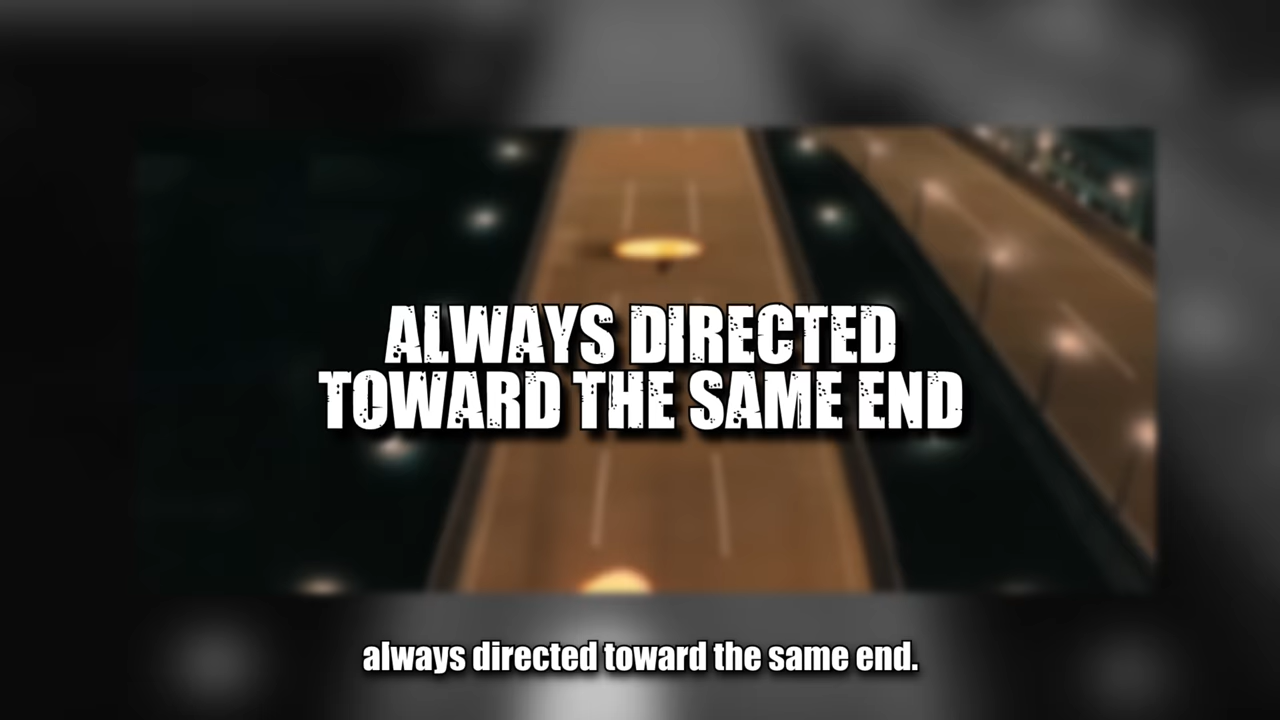 ALWAYS DIRECTED
TOWARD THE SAME END
always directed toward the same end.